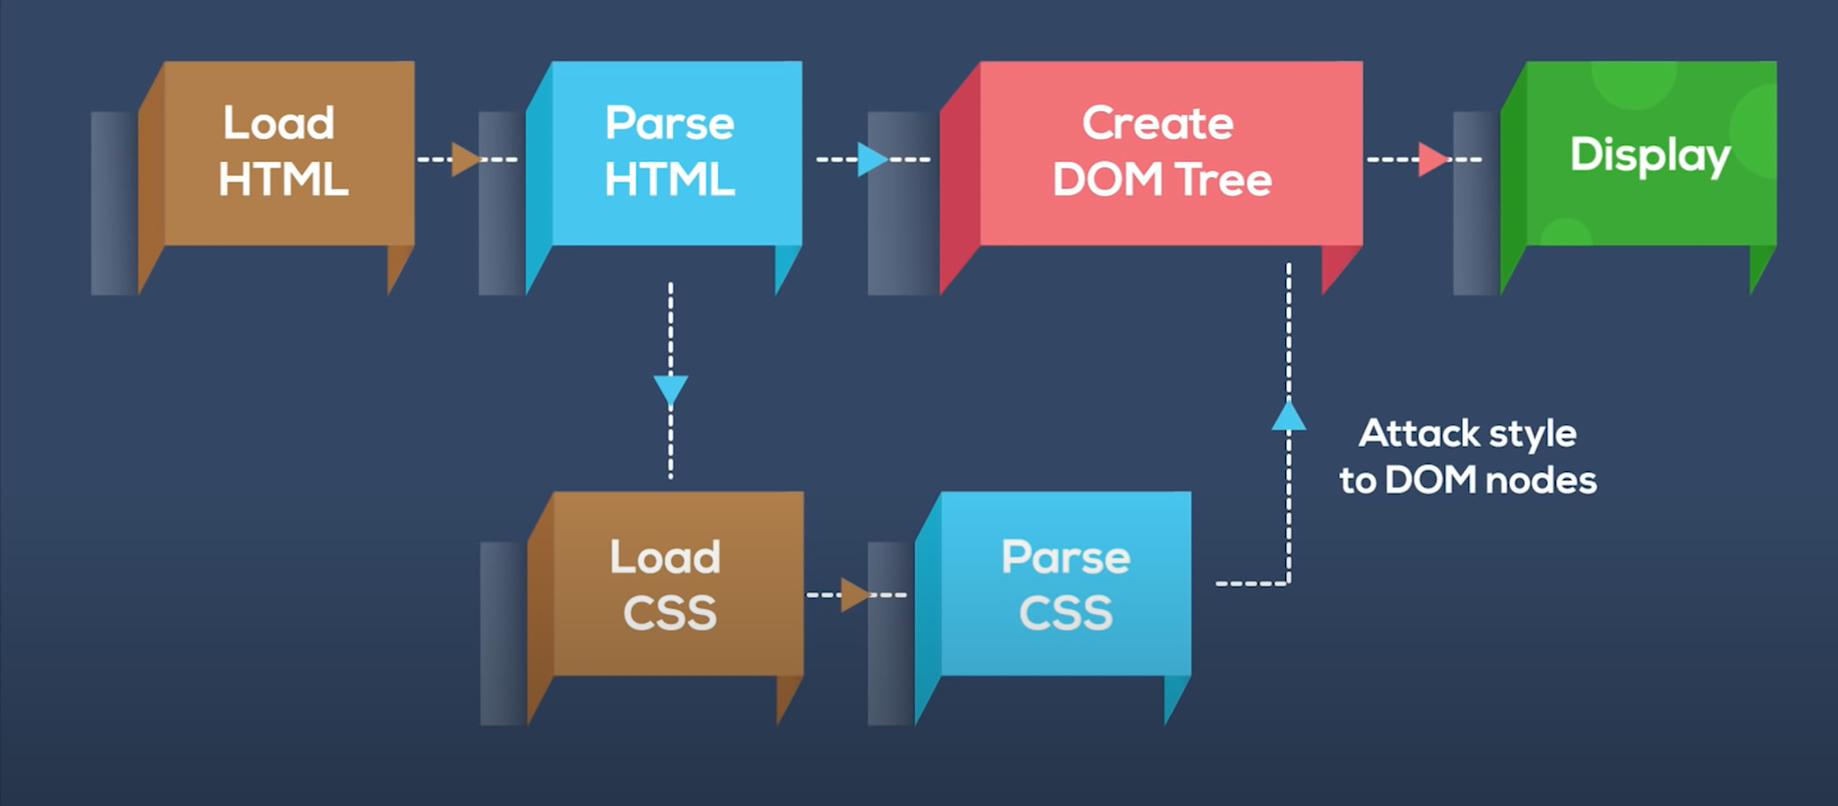 Load
HTML
Parse
HTML
Create
DOM Tree
Display
Load
CSS
Parse
CSS
Attack style
to DOM nodes